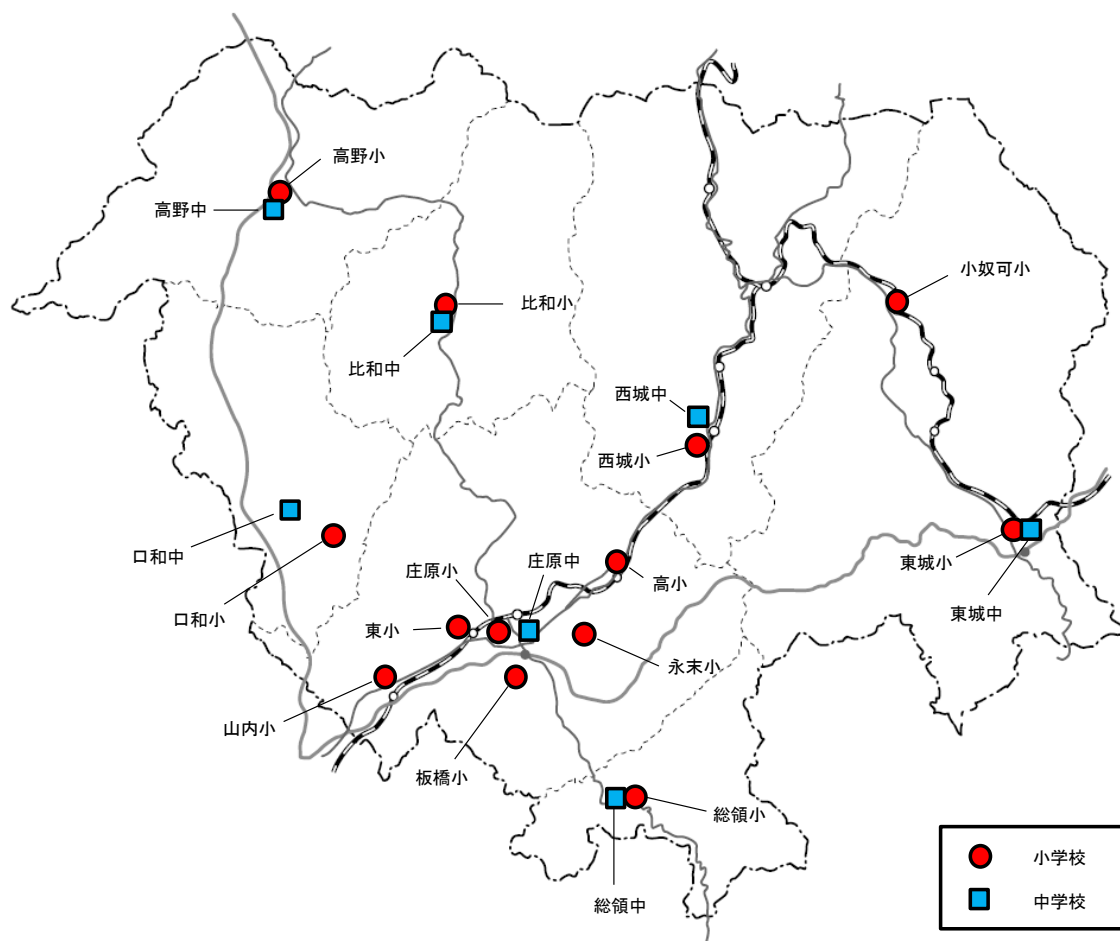 高野小
高野中
小奴可小
比和小
比和中
西城中
西城小
口和中
庄原小
庄原中
高小
東城小
口和小
東小
東城中
永末小
山内小
板橋小
総領小
総領中
小学校
中学校